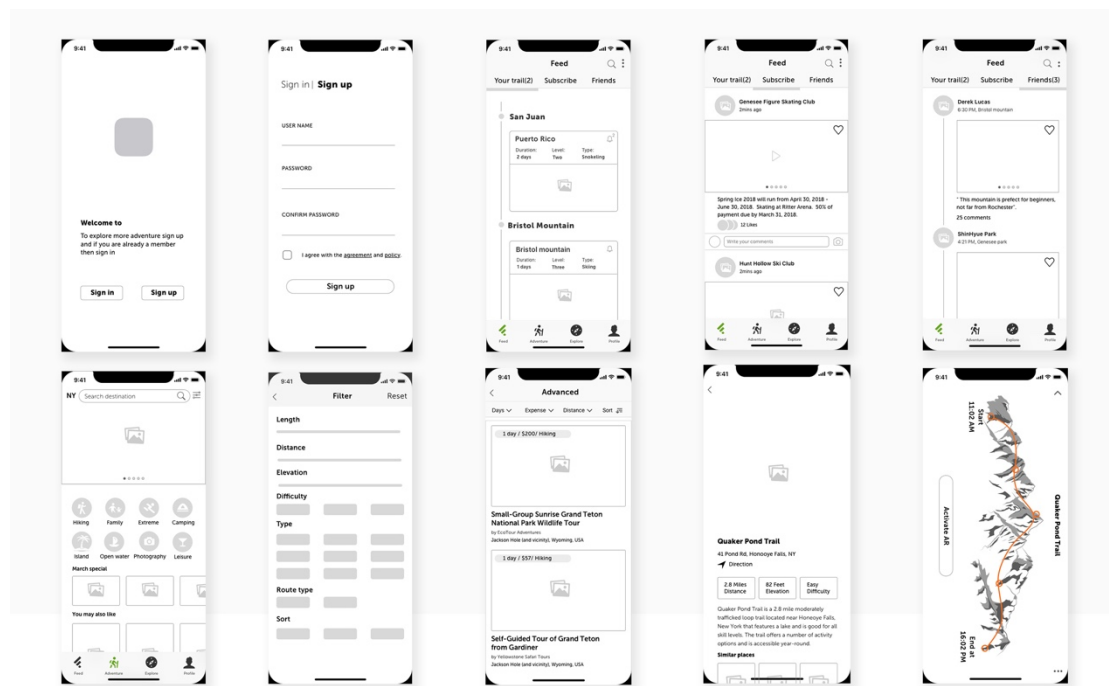 9:41
Welcome to
To explore more adventure sign up
and if you are already a member
then sign in
Sign in
Sign up
9:41
Sign in| Sign up
USER NAME
PASSWORD
CONFIRM PASSWORD
I agree with the agreement and policy.
Sign up
9:41
Feed
Your trail(2) Subscribe Friends
San Juan
Puerto Rico
Duration: Level: Type:
2 days Two Snokeling
Bristol Mountain
Bristol mountain
Duration: Level: Type:
1 days Three Skiing
Feed Adventure Explore Profile
9:41
Feed
Your trail(2) Subscribe Friends
Genesee Figure Skating Club
2mins ago
Spring Ice 2018 will run from April 30, 2018 -
June 30, 2018. Skating at Ritter Arena. 50% of
payment due by March 31, 2018.
12 Likes
Write your comments
Hunt Hollow Ski Club
2mins ago
Feed Adventure Explore Profile
9:41
Feed
Your trail(2) Subscribe Friends(3)
Derek Lucas
6:30 PM, Bristol mountain
" This mountain is prefect for beginners,
not far from Rochester".
25 comments
ShinHyue Park
4:21 PM, Genesee park
Feed Adventure Explore Profile
9:41
NY Search destination
Hiking Family Extreme Camping
Island Open water Photography Leisure
March special
You may also like
Feed Adventure Explore Profile
9:41
Filter Reset
Length
Distance
Elevation
Difficulty
Type
Route type
Sort
9:41
Advanced
Days Expense Distance Sort
1 day / $200/ Hiking
Small-Group Sunrise Grand Teton
National Park Wildlife Tour
by EcoTour Adventures
Jackson Hole (and vicinity), Wyoming, USA
1 day / $57/ Hiking
Self-Guided Tour of Grand Teton
from Gardiner
by Yellowstone Safari Tours
Jackson Hole (and vicinity), Wyoming, USA
9:41
Quaker Pond Trail
41 Pond Rd, Honooye Falls, NY
Direction
2.8 Miles
Distance
82 Feet
Elevation
Easy
Difficulty
Quaker Pond Trail is a 2.8 mile moderately
trafficked loop trail located near Honeoye Falls,
New York that features a lake and is good for all
skill levels. The trail offers a number of activity
options and is accessible year-round.
Similar places
9:41
Quaker Pond Trail
Start
11:02 AM
End at
16:02 PM
Activate AR